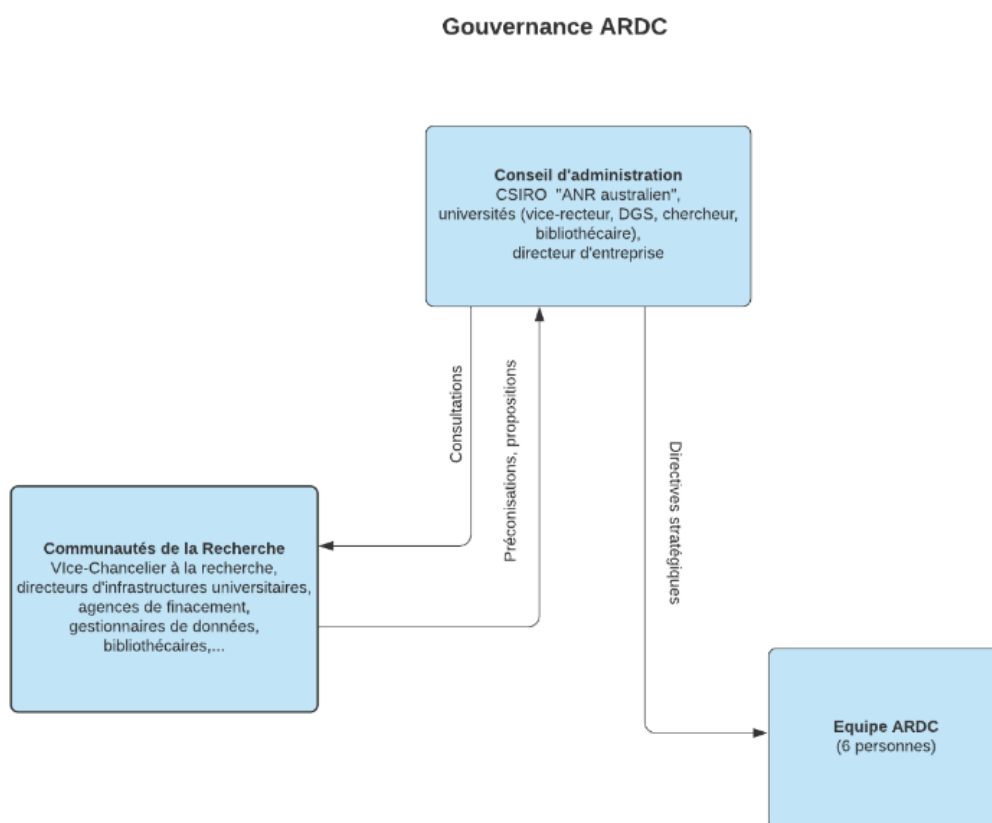 Gouvernance ARDC
Conseil d'administration
CSIRO "ANR australien",
universités (vice-recteur, DGS, chercheur,
bibliothécaire),
directeur d'entreprise
Consultations
Préconisations, propositions
Directives stratégiques
Communautés de la Recherche
VIce-Chancelier à la recherche,
directeurs d'infrastructures universitaires,
agences de finacement,
gestionnaires de données,
bibliothécaires,...
Equipe ARDC
(6 personnes)